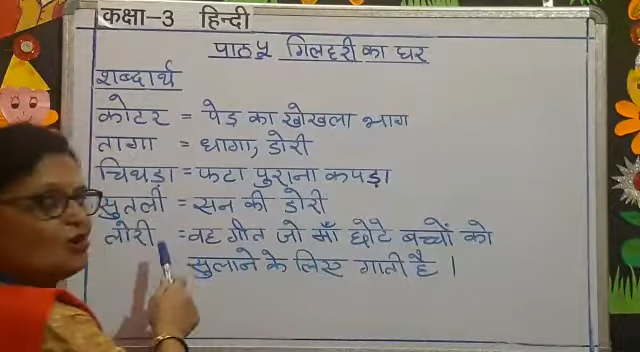 कक्षा-3 हिन्दी
पाठ 5 गिलहरी का घर
शब्दार्थ
कोटर = पेड़ का खोखला भाग
तागा = धागा, डोरी
चिथड़ा = फटा पुराना कपड़ा
सुतली = सन की डोरी
लोरी = वह गीत जो माँ छोटे बच्चों को
सुलाने के लिए गाती है ।